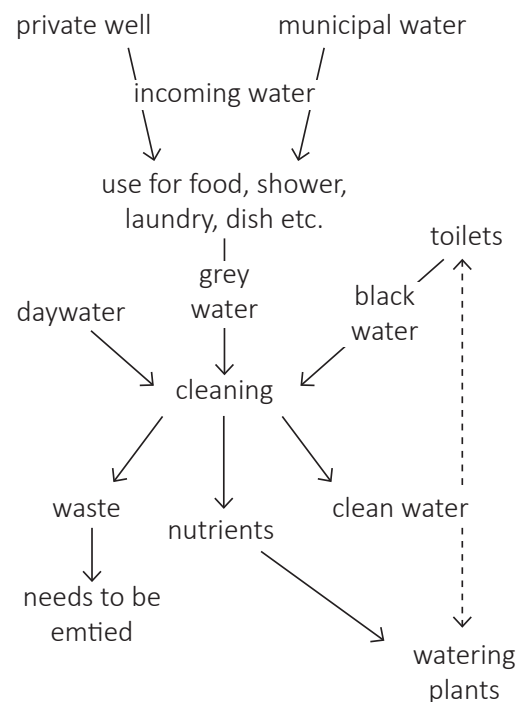 private well
municipal water
incoming water
use for food, shower,
laundry, dish etc.
toilets
grey
water
black
water
daywater
cleaning
waste
nutrients
clean water
needs to be
emtied
watering
plants